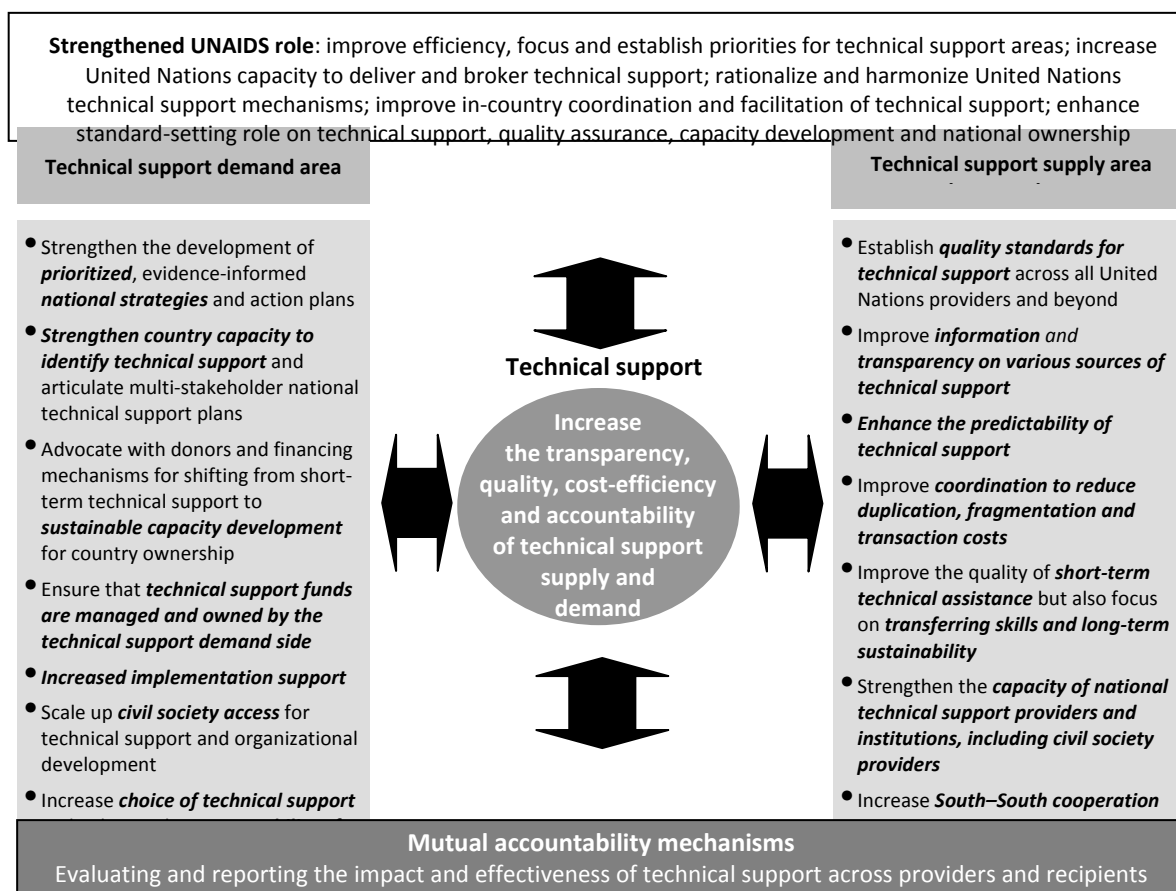 Strengthened UNAIDS role: improve efficiency, focus and establish priorities for technical support areas; increase
United Nations capacity to deliver and broker technical support; rationalize and harmonize United Nations
technical support mechanisms; improve in-country coordination and facilitation of technical support; enhance
standard-setting role on technical support, quality assurance, capacity development and national ownership
Technical support demand area
• Strengthen the development of
prioritized, evidence-informed
national strategies and action plans
• Strengthen country capacity to
identify technical support and
articulate multi-stakeholder national
technical support plans
• Advocate with donors and financing
mechanisms for shifting from short-
term technical support to
sustainable capacity development
for country ownership
• Ensure that technical support funds
are managed and owned by the
technical support demand side
• Increased implementation support
• Scale up civil society access for
technical support and organizational
development
• Increase choice of technical support
Technical support
Increase
the transparency,
quality, cost-efficiency
and accountability
of technical support
supply and
demand
Technical support supply area
• Establish quality standards for
technical support across all United
Nations providers and beyond
• Improve information and
transparency on various sources of
technical support
• Enhance the predictability of
technical support
• Improve coordination to reduce
duplication, fragmentation and
transaction costs
• Improve the quality of short-term
technical assistance but also focus
on transferring skills and long-term
sustainability
• Strengthen the capacity of national
technical support providers and
institutions, including civil society
providers
• Increase South–South cooperation
Mutual accountability mechanisms
Evaluating and reporting the impact and effectiveness of technical support across providers and recipients